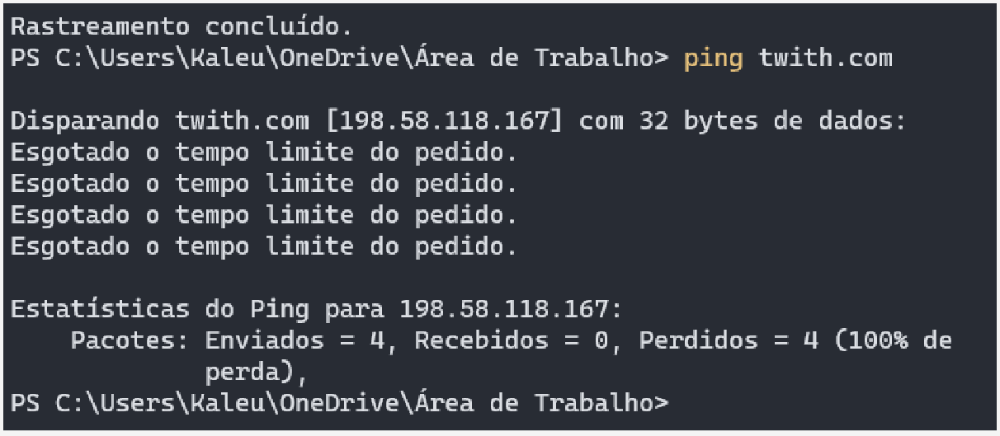 Rastreamento concluído.
PS C:\Users\Kaleu\OneDrive\Área de Trabalho> ping twith.com
Disparando twith.com [198.58.118.167] com 32 bytes de dados:
Esgotado o tempo limite do pedido.
Esgotado o tempo limite do pedido.
Esgotado o tempo limite do pedido.
Esgotado o tempo limite do pedido.
Estatísticas do Ping para 198.58.118.167:
Pacotes: Enviados = 4, Recebidos = 0, Perdidos = 4 (100% de
perda),
PS C:\Users\Kaleu\OneDrive\Área de Trabalho>